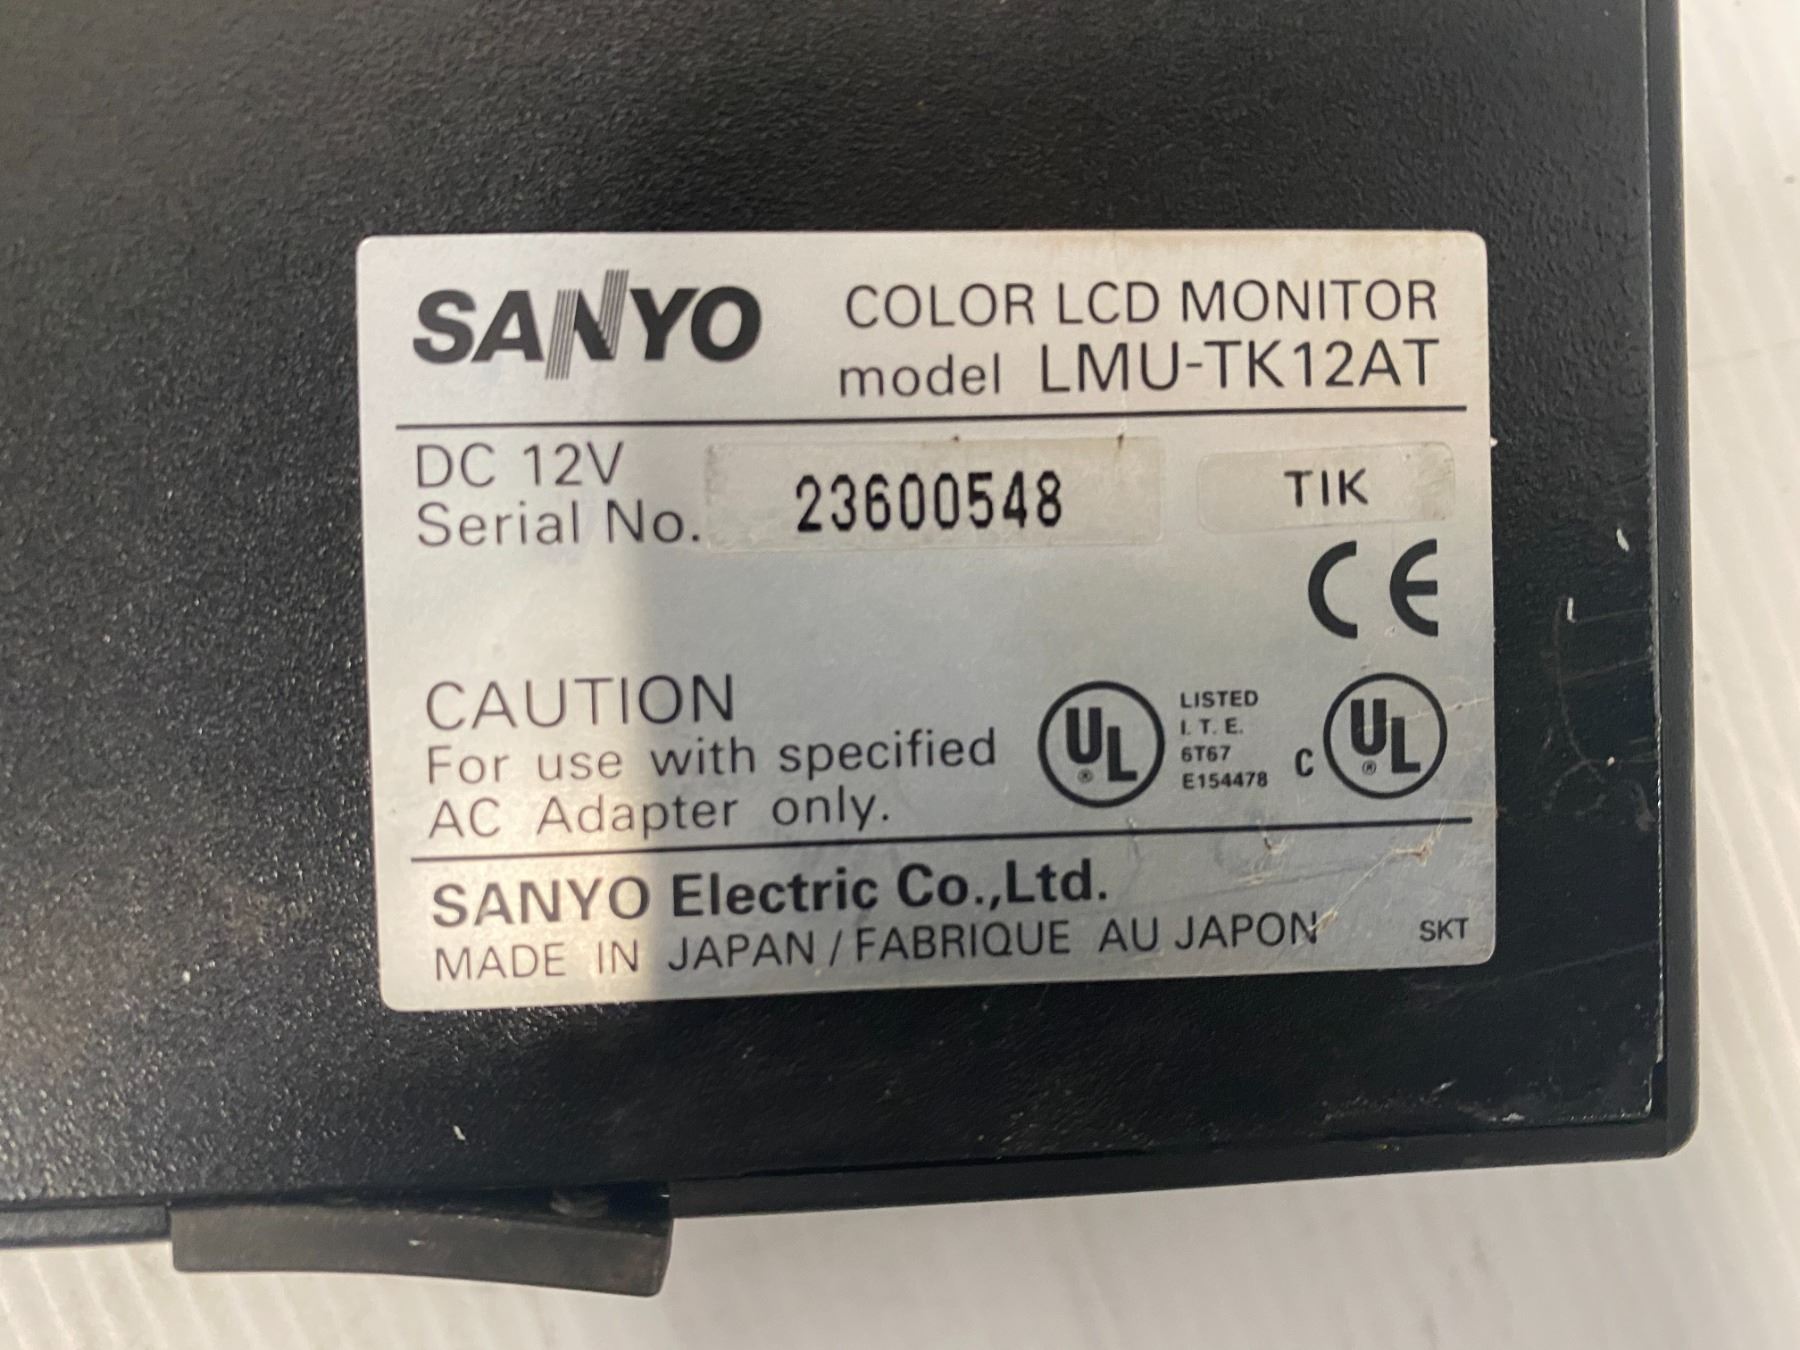 SANYO COLOR LCD MONITOR
model LMU-TK12AT
DC 12V
Serial No. 23600548 TIK
CE
CAUTION
For use with specified
AC Adapter only.
UL ®
LISTED
I.T.E.
6T67
E154478
C UL ®
SANYO Electric Co.,Ltd.
MADE IN JAPAN / FABRIQUE AU JAPON SKT